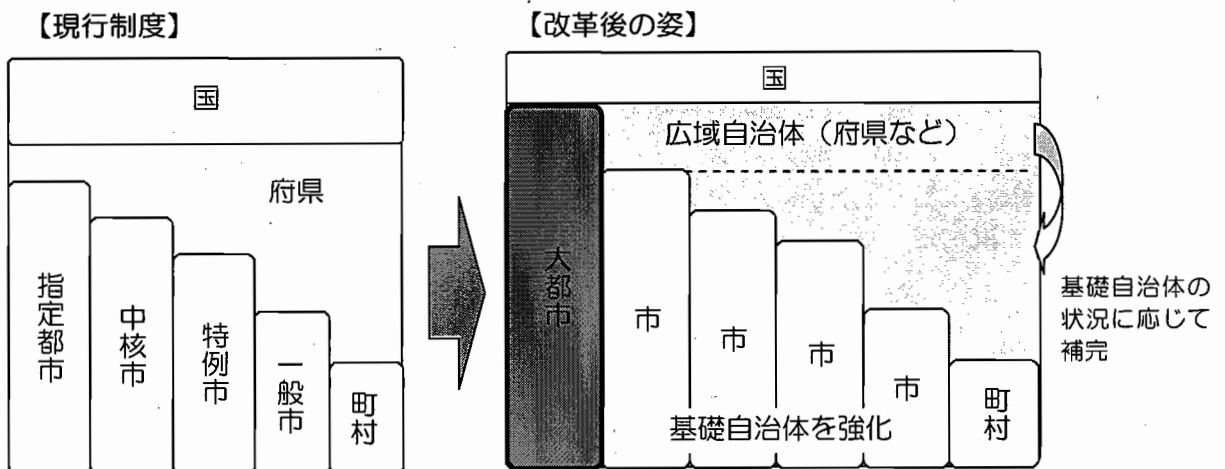 【現行制度】
国
府県
指定都市
中核市
特例市
一般市
町村
【改革後の姿】
国
広域自治体（府県など）
大都市
市
市
市
市
町村
基礎自治体を強化
基礎自治体の
状況に応じて
補完